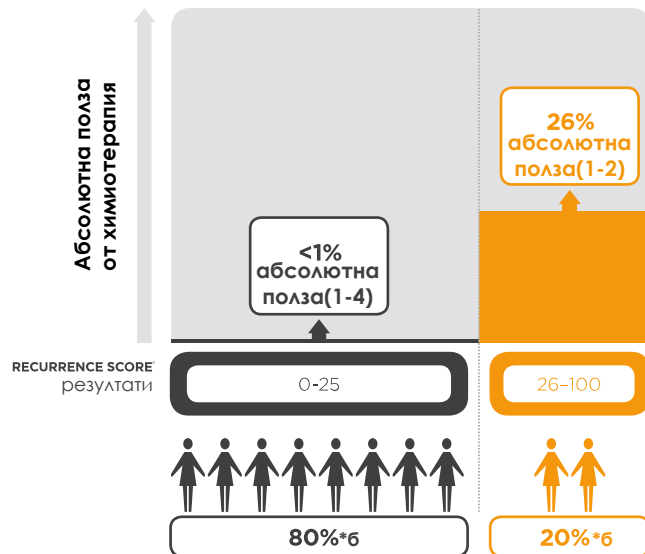 Абсолютна полза
от химиотерапия
26%
абсолютна
полза(1-2)
<1%
абсолютна
полза(1-4)
RECURRENCE SCORE
резултати
0-25
26–100
80%*б
20%*б